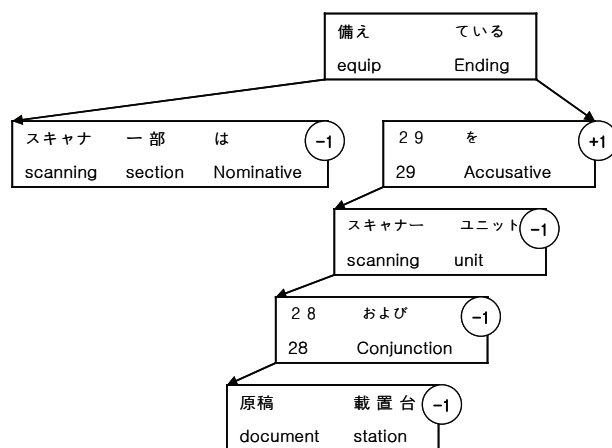 備え ている
equip Ending
スキャナ 一部 は
scanning section Nominative
-1
２９ を
29 Accusative
+1
スキャナー ユニット
scanning unit
-1
２８ および
28 Conjunction
-1
原稿 載置台
document station
-1